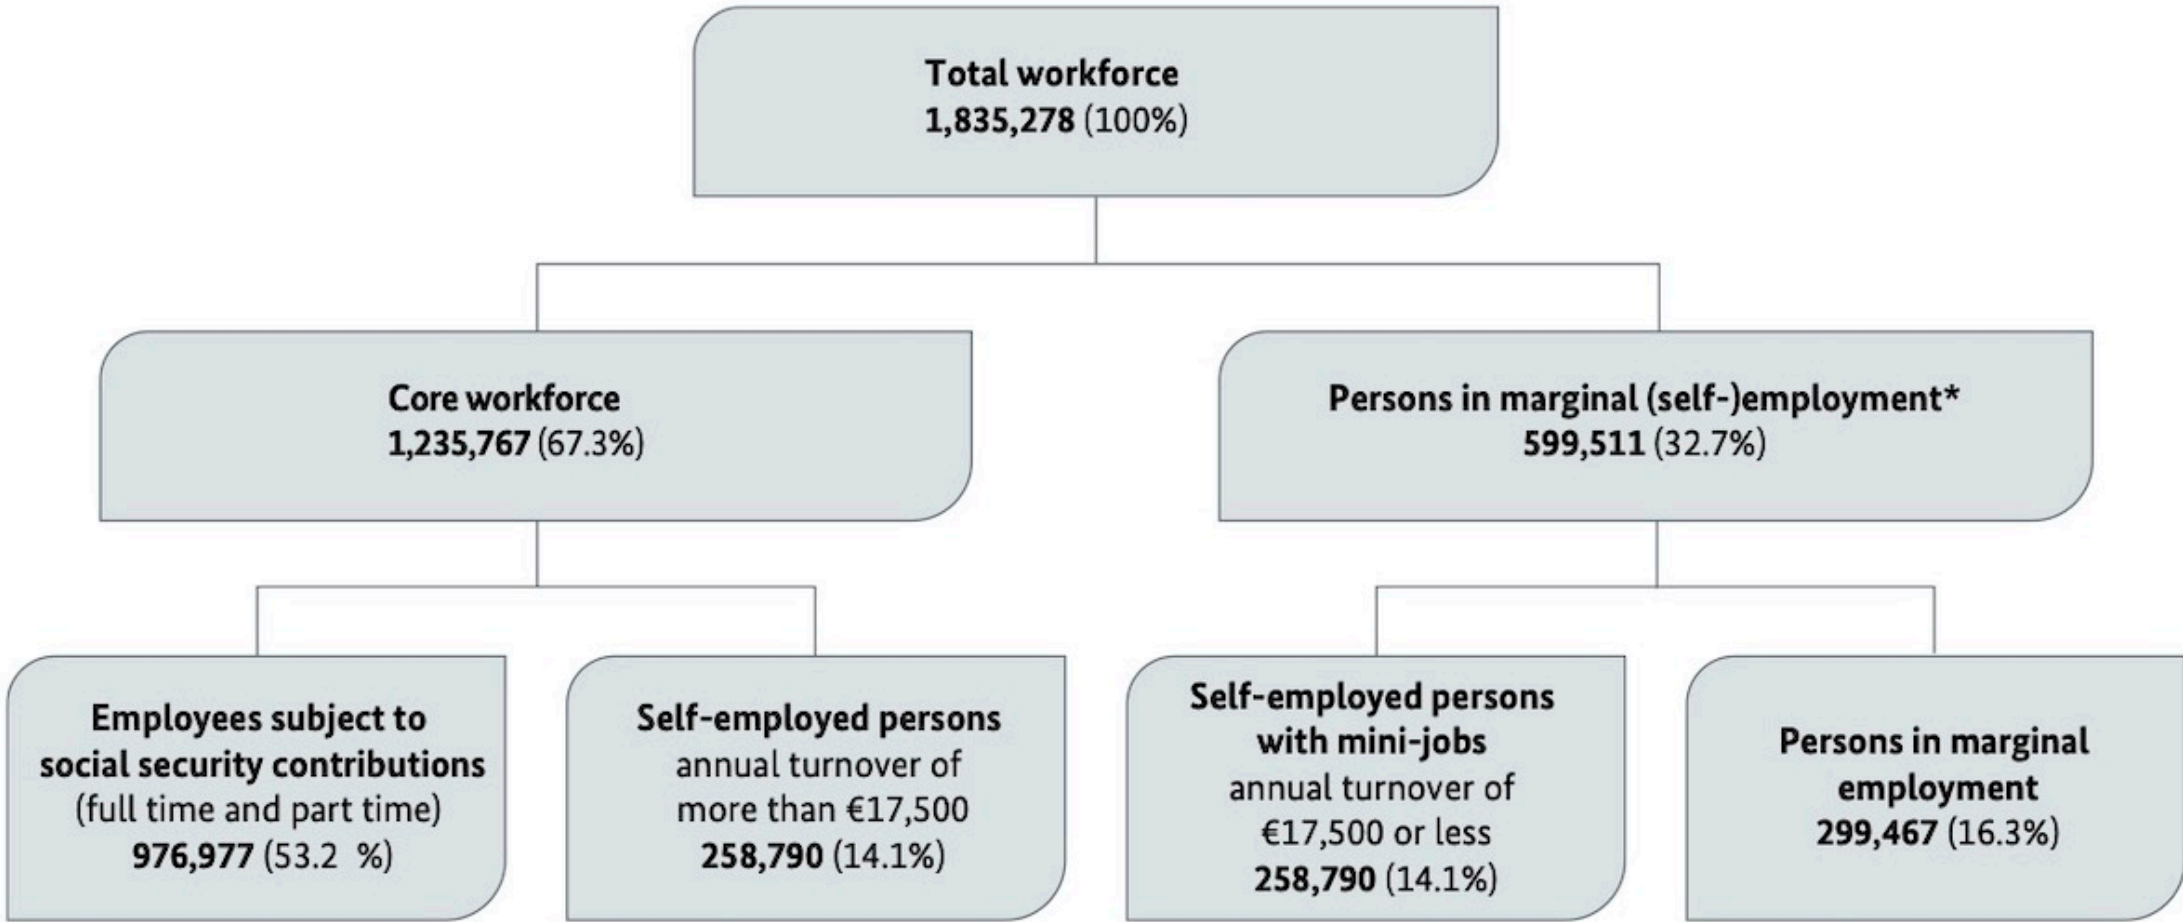 Total workforce
1,835,278 (100%)
Core workforce
1,235,767 (67.3%)
Persons in marginal (self-)employment*
599,511 (32.7%)
Employees subject to
social security contributions
(full time and part time)
976,977 (53.2 %)
Self-employed persons
annual turnover of
more than €17,500
258,790 (14.1%)
Self-employed persons
with mini-jobs
annual turnover of
€17,500 or less
258,790 (14.1%)
Persons in marginal
employment
299,467 (16.3%)